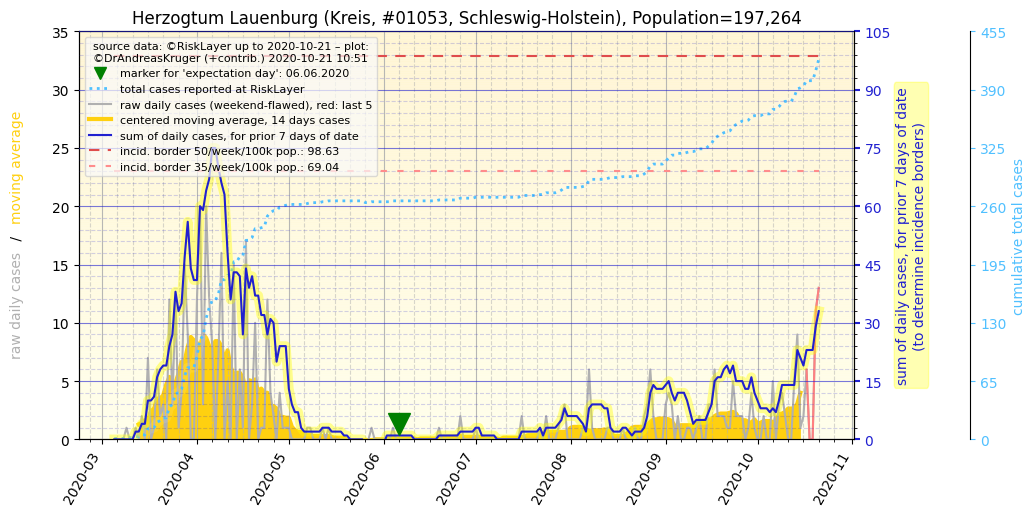 Herzogtum Lauenburg (Kreis, #01053, Schleswig-Holstein), Population=197,264
source data: ©RiskLayer up to 2020-10-21 – plot:
©DrAndreasKruger (+contrib.) 2020-10-21 10:51
marker for 'expectation day': 06.06.2020
total cases reported at RiskLayer
raw daily cases (weekend-flawed), red: last 5
centered moving average, 14 days cases
sum of daily cases, for prior 7 days of date
incid. border 50/week/100k pop.: 98.63
incid. border 35/week/100k pop.: 69.04
raw daily cases / moving average
35
30
25
20
15
10
5
0
105
90
75
60
45
30
15
0
sum of daily cases, for prior 7 days of date
(to determine incidence borders)
455
390
325
260
195
130
65
0
cumulative total cases
2020-03
2020-04
2020-05
2020-06
2020-07
2020-08
2020-09
2020-10
2020-11